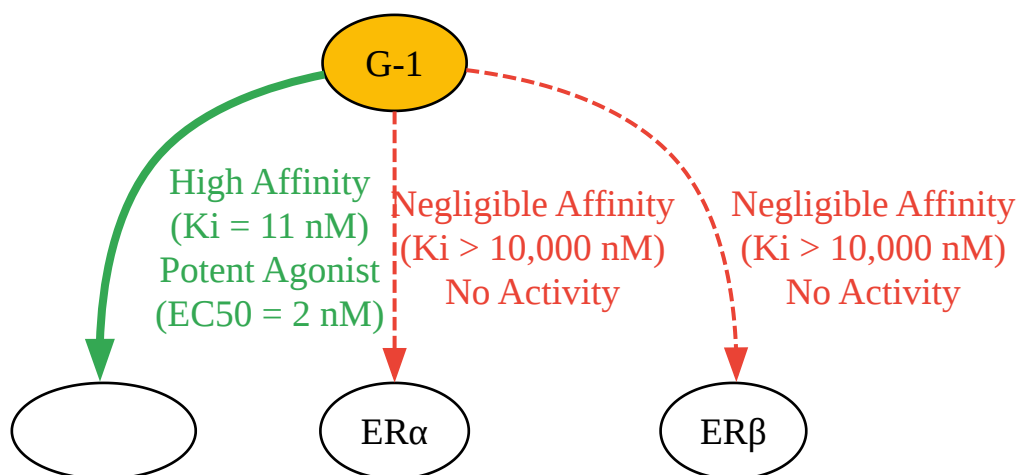 G-1
High Affinity
(Ki = 11 nM)
Potent Agonist
(EC50 = 2 nM)
Negligible Affinity
(Ki > 10,000 nM)
No Activity
Negligible Affinity
(Ki > 10,000 nM)
No Activity
ERα
ERβ